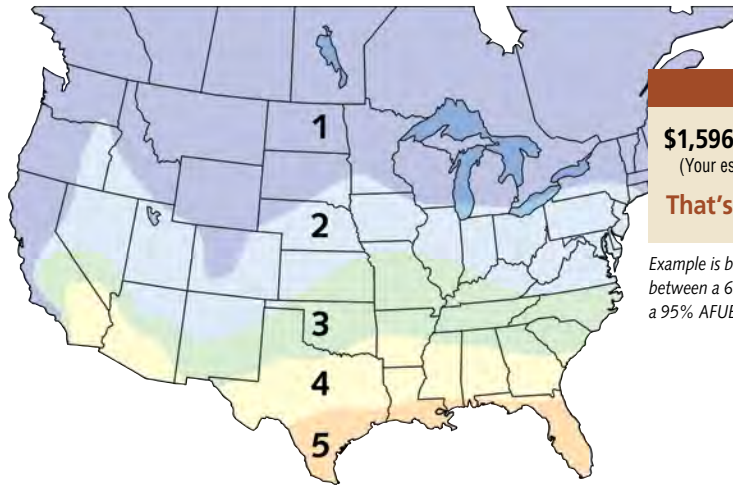 1
2
3
4
5
$1,596
(Your es
That's
Example is b
between a 6
a 95% AFUE